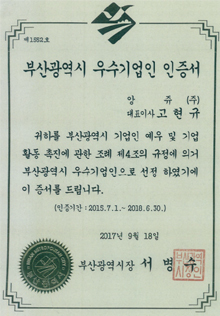 제1552호
부산광역시 우수기업인 인증서
양 쥬 (주)
대표이사 고 현 규
귀하를 부산광역시 기업인 예우 및 기업
활동 촉진에 관한 조례 제4조의 규정에 의거
부산광역시 우수기업인으로 선정 하였기에
이 증서를 드립니다.
(인증기간 : 2015.7.1.~ 2018.6.30.)
2017년 9월 18일
부산광역시장 서 병 수